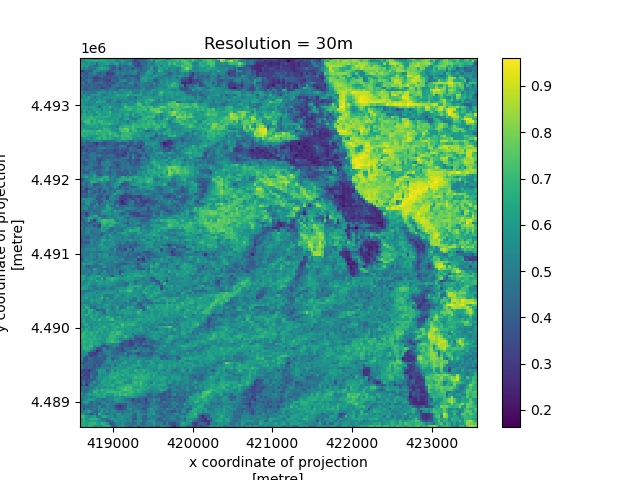 Resolution = 30m
1e6
4.493
4.492
4.491
4.490
4.489
y coordinate of projection
[metre]
419000 420000 421000 422000 423000
x coordinate of projection
[metre]
0.9
0.8
0.7
0.6
0.5
0.4
0.3
0.2